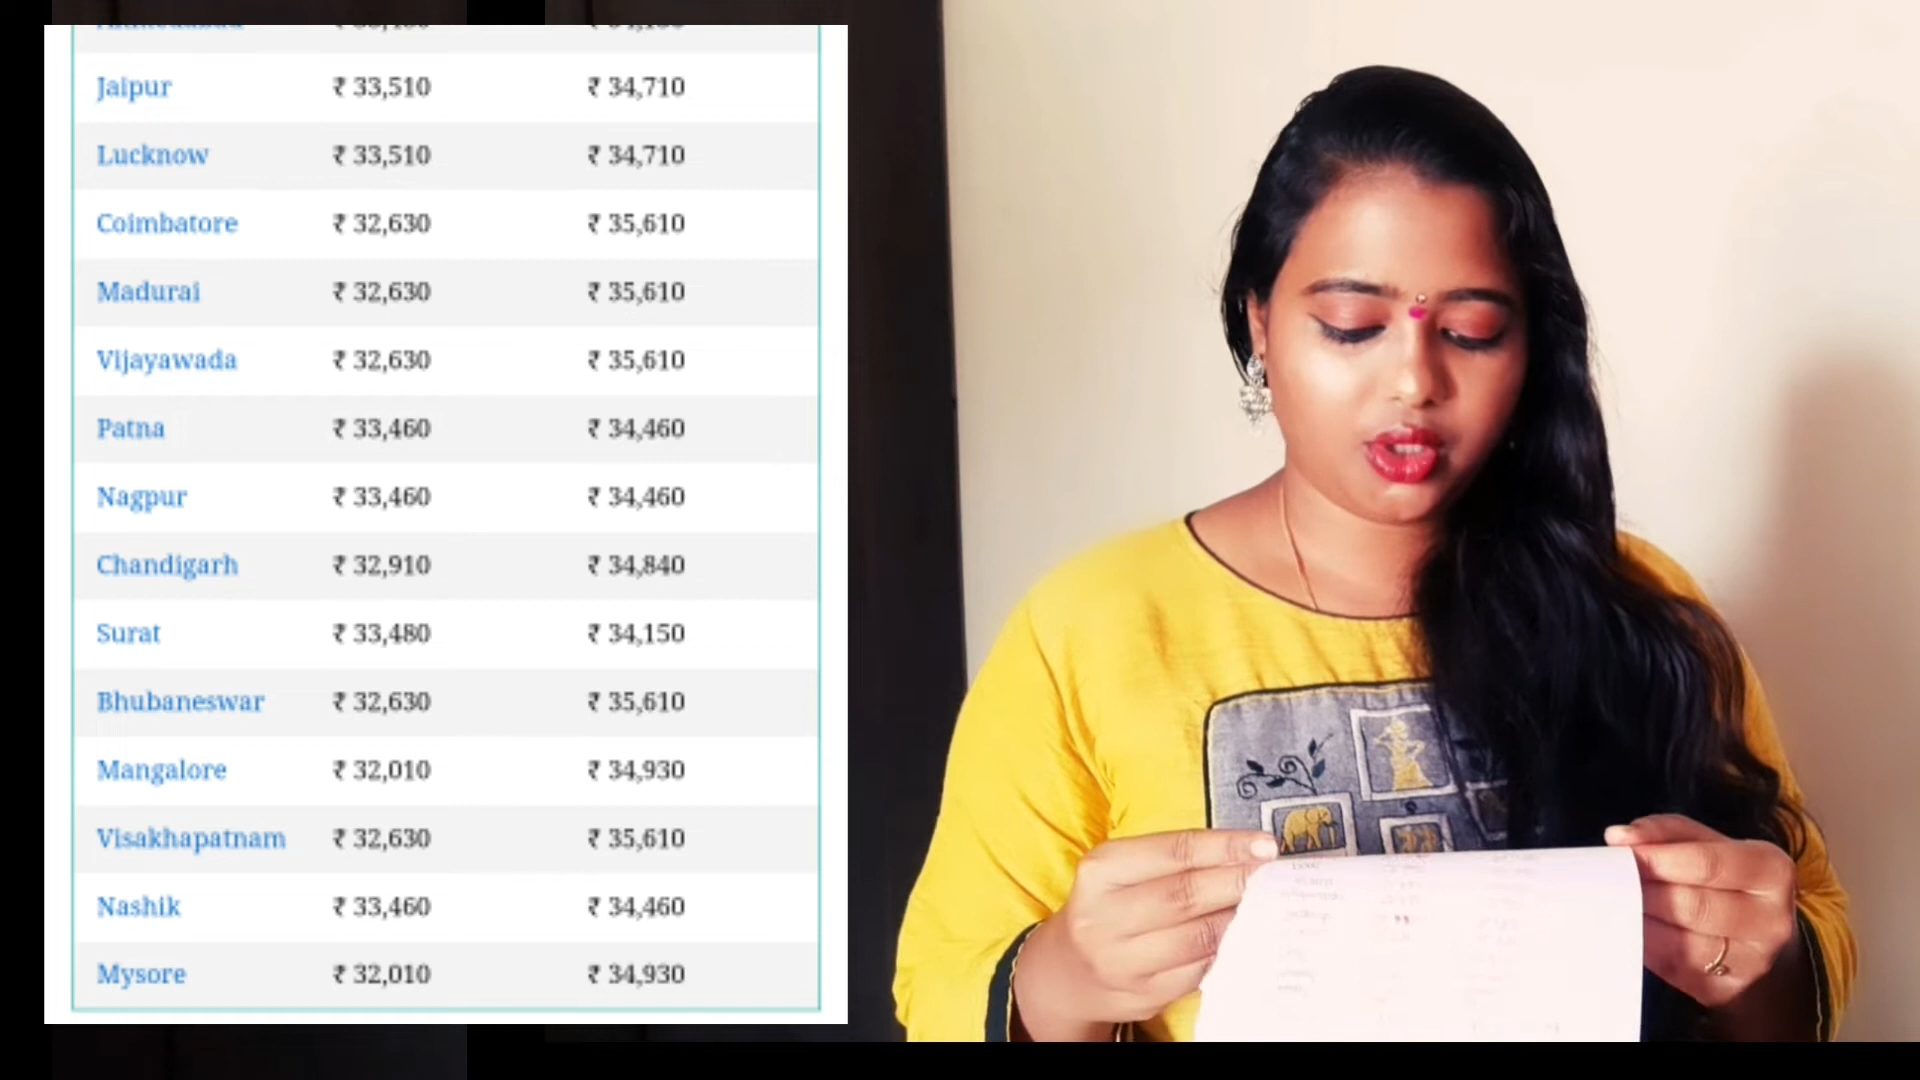 Jaipur ₹ 33,510 ₹ 34,710
Lucknow ₹ 33,510 ₹ 34,710
Coimbatore ₹ 32,630 ₹ 35,610
Madurai ₹ 32,630 ₹ 35,610
Vijayawada ₹ 32,630 ₹ 35,610
Patna ₹ 33,460 ₹ 34,460
Nagpur ₹ 33,460 ₹ 34,460
Chandigarh ₹ 32,910 ₹ 34,840
Surat ₹ 33,480 ₹ 34,150
Bhubaneswar ₹ 32,630 ₹ 35,610
Mangalore ₹ 32,010 ₹ 34,930
Visakhapatnam ₹ 32,630 ₹ 35,610
Nashik ₹ 33,460 ₹ 34,460
Mysore ₹ 32,010 ₹ 34,930